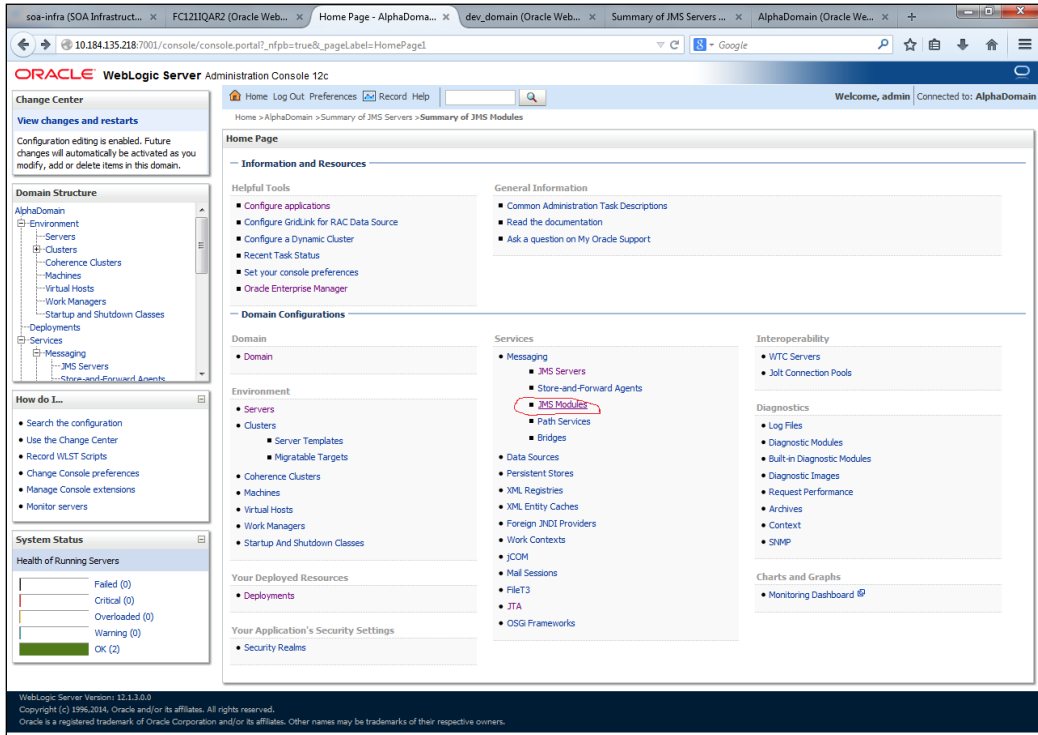 soa-infra (SOA Infrastruct...
FC121IQAR2 (Oracle Web...
Home Page - AlphaDoma...
dev_domain (Oracle Web...
Summary of JMS Servers ...
AlphaDomain (Oracle We...
10.184.135.218:7001/console/console.portal?_nfpb=true&_pageLabel=HomePage1
Google
ORACLE WebLogic Server Administration Console 12c
Change Center
View changes and restarts
Configuration editing is enabled. Future
changes will automatically be activated as you
modify, add or delete items in this domain.
Domain Structure
AlphaDomain
Environment
Servers
Clusters
Coherence Clusters
Machines
Virtual Hosts
Work Managers
Startup and Shutdown Classes
Deployments
Services
Messaging
JMS Servers
Store-and-Forward Agents
How do I...
Search the configuration
Use the Change Center
Record WLST Scripts
Change Console preferences
Manage Console extensions
Monitor servers
System Status
Health of Running Servers
Failed (0)
Critical (0)
Overloaded (0)
Warning (0)
OK (2)
Home Log Out Preferences Record Help
Welcome, admin
Connected to: AlphaDomain
Home >AlphaDomain >Summary of JMS Servers >Summary of JMS Modules
Home Page
Information and Resources
Helpful Tools
Configure applications
Configure GridLink for RAC Data Source
Configure a Dynamic Cluster
Recent Task Status
Set your console preferences
Oracle Enterprise Manager
General Information
Common Administration Task Descriptions
Read the documentation
Ask a question on My Oracle Support
Domain Configurations
Domain
Domain
Environment
Servers
Clusters
Server Templates
Migratable Targets
Coherence Clusters
Machines
Virtual Hosts
Work Managers
Startup And Shutdown Classes
Your Deployed Resources
Deployments
Your Application's Security Settings
Security Realms
Services
Messaging
JMS Servers
Store-and-Forward Agents
JMS Modules
Path Services
Bridges
Data Sources
Persistent Stores
XML Registries
XML Entity Caches
Foreign JNDI Providers
Work Contexts
jCOM
Mail Sessions
FileT3
JTA
OSGi Frameworks
Interoperability
WTC Servers
Jolt Connection Pools
Diagnostics
Log Files
Diagnostic Modules
Built-in Diagnostic Modules
Diagnostic Images
Request Performance
Archives
Context
SNMP
Charts and Graphs
Monitoring Dashboard
WebLogic Server Version: 12.1.3.0.0
Copyright (c) 1996,2014, Oracle and/or its affiliates. All rights reserved.
Oracle is a registered trademark of Oracle Corporation and/or its affiliates. Other names may be trademarks of their respective owners.